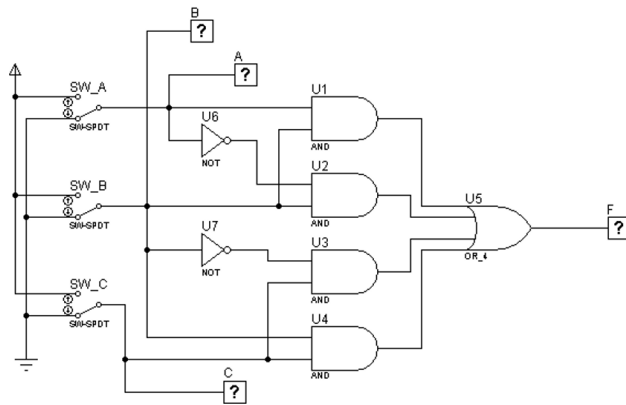 B
?
A
?
SW_A
SW-SPDT
U1
AND
U6
NOT
U2
AND
SW_B
SW-SPDT
U5
OR_4
F
?
U7
NOT
U3
AND
SW_C
SW-SPDT
U4
AND
C
?